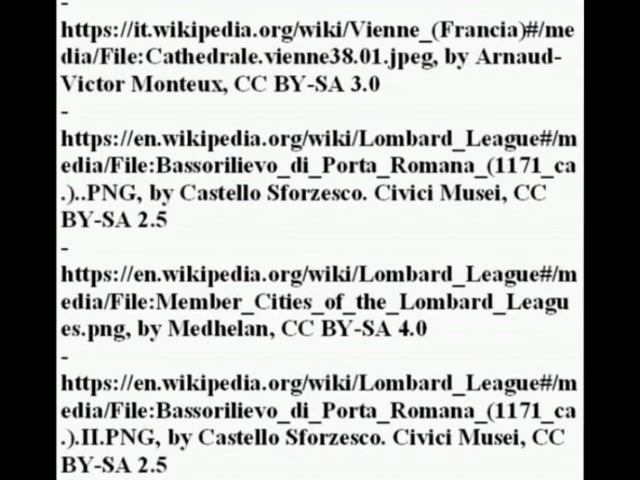 -
https://it.wikipedia.org/wiki/Vienne_(Francia)#/me
dia/File:Cathedrale.vienne38.01.jpeg, by Arnaud-
Victor Monteux, CC BY-SA 3.0
-
https://en.wikipedia.org/wiki/Lombard_League#/m
edia/File:Bassorilievo_di_Porta_Romana_(1171_ca
.)..PNG, by Castello Sforzesco. Civici Musei, CC
BY-SA 2.5
-
https://en.wikipedia.org/wiki/Lombard_League#/m
edia/File:Member_Cities_of_the_Lombard_Leagu
es.png, by Medhelan, CC BY-SA 4.0
-
https://en.wikipedia.org/wiki/Lombard_League#/m
edia/File:Bassorilievo_di_Porta_Romana_(1171_ca
.).II.PNG, by Castello Sforzesco. Civici Musei, CC
BY-SA 2.5